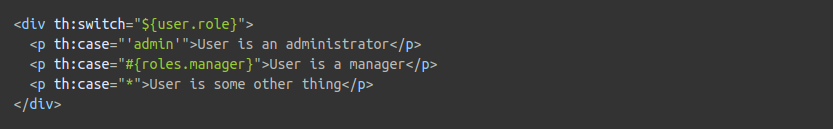 <div th:switch="${user.role}">
  <p th:case="'admin'">User is an administrator</p>
  <p th:case="#{roles.manager}">User is a manager</p>
  <p th:case="*">User is some other thing</p>
</div>